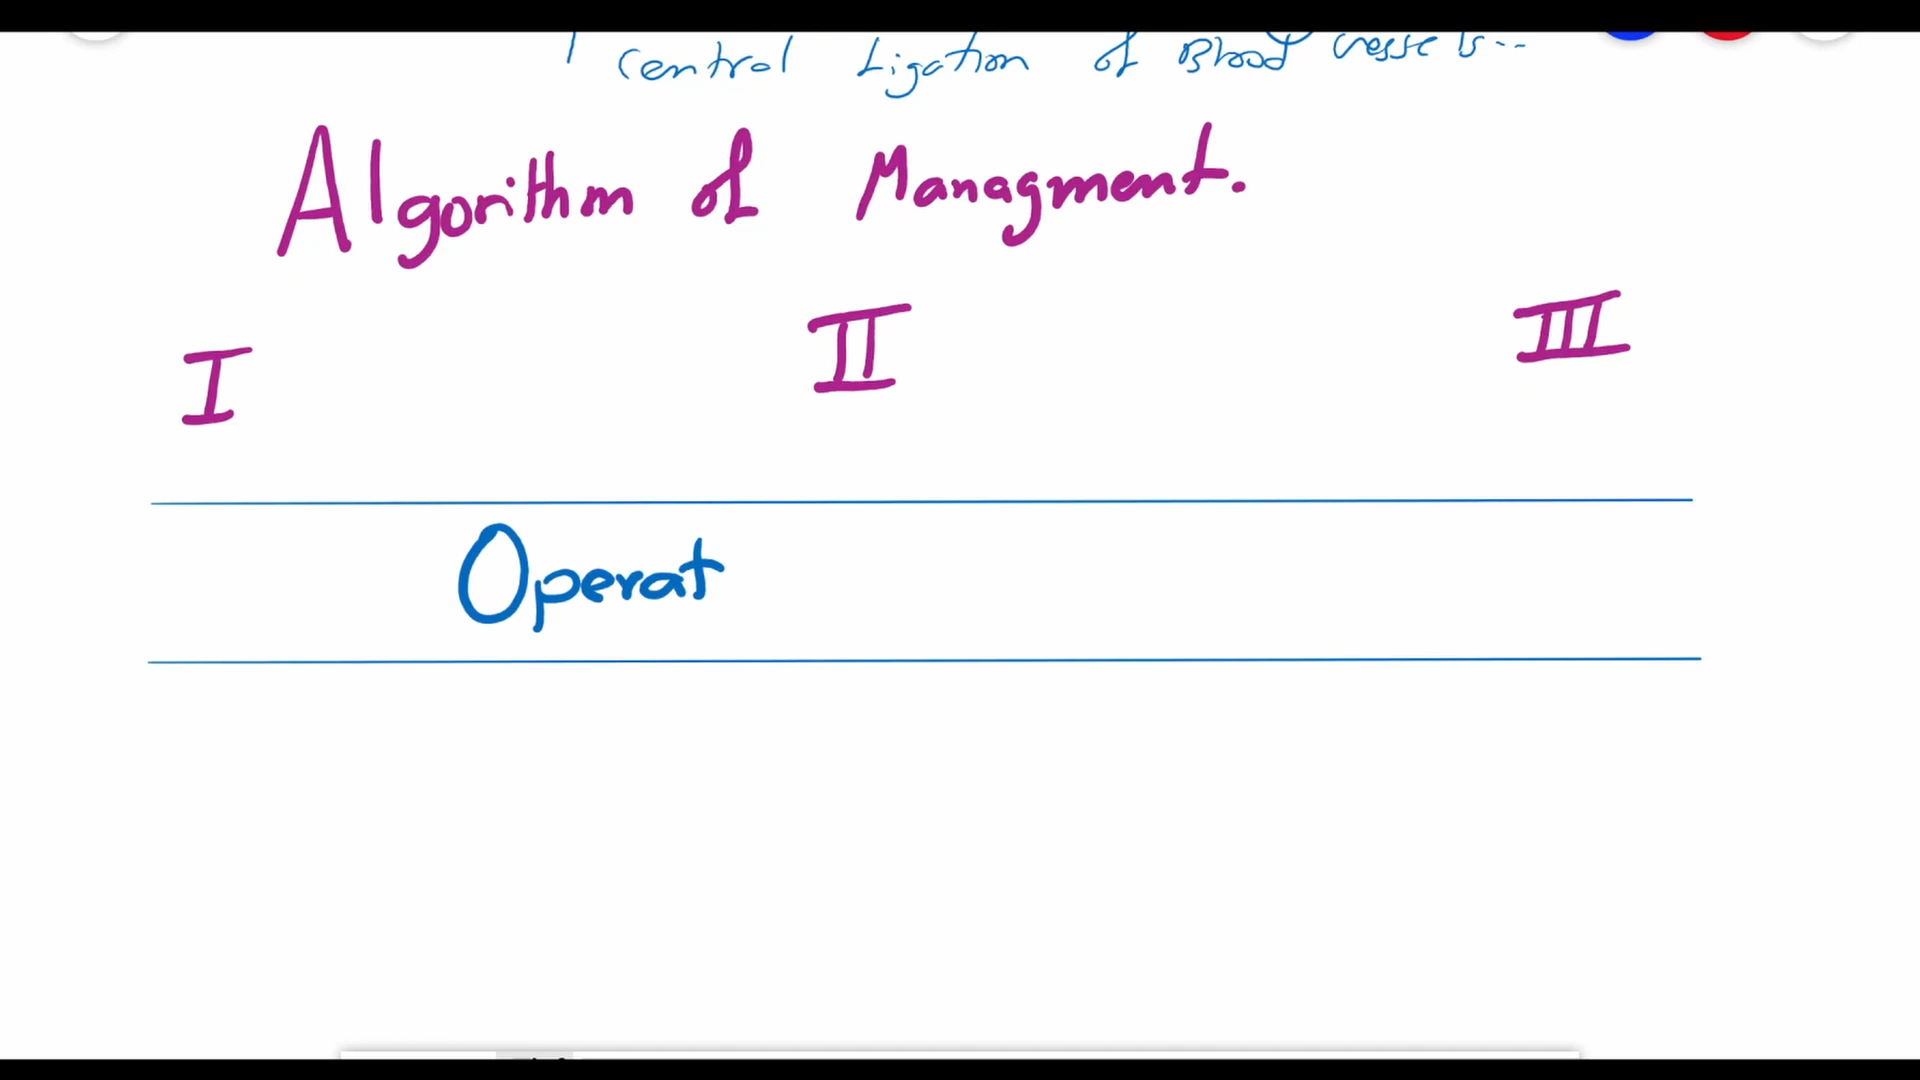 central Ligation of Blood vessels...
Algorithm of Managment.
I II III
Operat